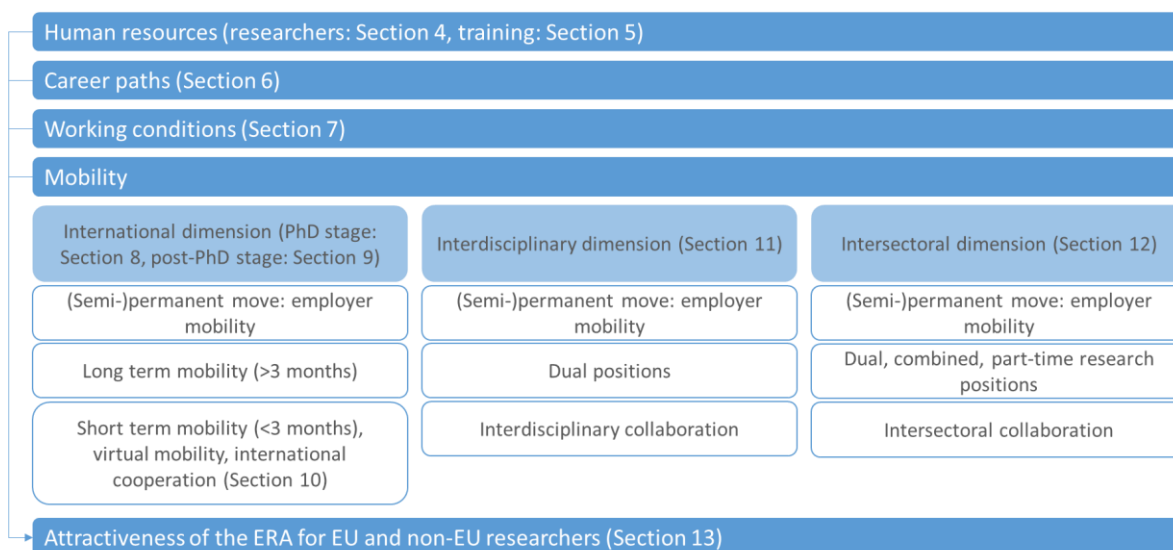 Human resources (researchers: Section 4, training: Section 5)
Career paths (Section 6)
Working conditions (Section 7)
Mobility
International dimension (PhD stage:
Section 8, post-PhD stage: Section 9)
(Semi-)permanent move: employer
mobility
Long term mobility (>3 months)
Short term mobility (<3 months),
virtual mobility, international
cooperation (Section 10)
Interdisciplinary dimension (Section 11)
(Semi-)permanent move: employer
mobility
Dual positions
Interdisciplinary collaboration
Intersectoral dimension (Section 12)
(Semi-)permanent move: employer
mobility
Dual, combined, part-time research
positions
Intersectoral collaboration
Attractiveness of the ERA for EU and non-EU researchers (Section 13)